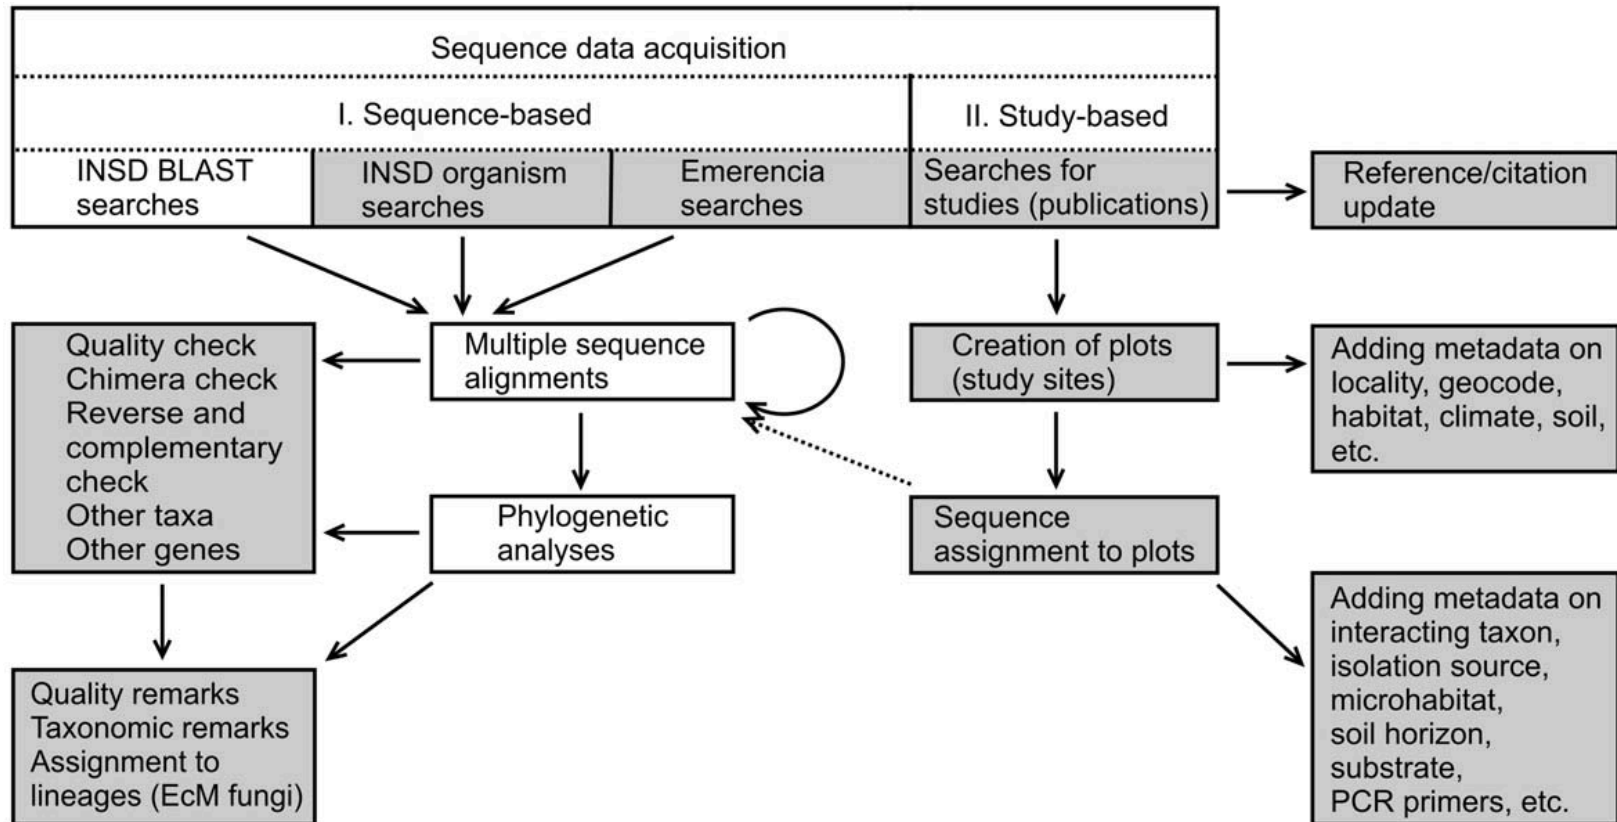 Sequence data acquisition
I. Sequence-based
II. Study-based
INSD BLAST
searches
INSD organism
searches
Emerencia
searches
Searches for
studies (publications)
Reference/citation
update
Quality check
Chimera check
Reverse and
complementary
check
Other taxa
Other genes
Multiple sequence
alignments
Creation of plots
(study sites)
Adding metadata on
locality, geocode,
habitat, climate, soil,
etc.
Phylogenetic
analyses
Sequence
assignment to plots
Quality remarks
Taxonomic remarks
Assignment to
lineages (EcM fungi)
Adding metadata on
interacting taxon,
isolation source,
microhabitat,
soil horizon,
substrate,
PCR primers, etc.